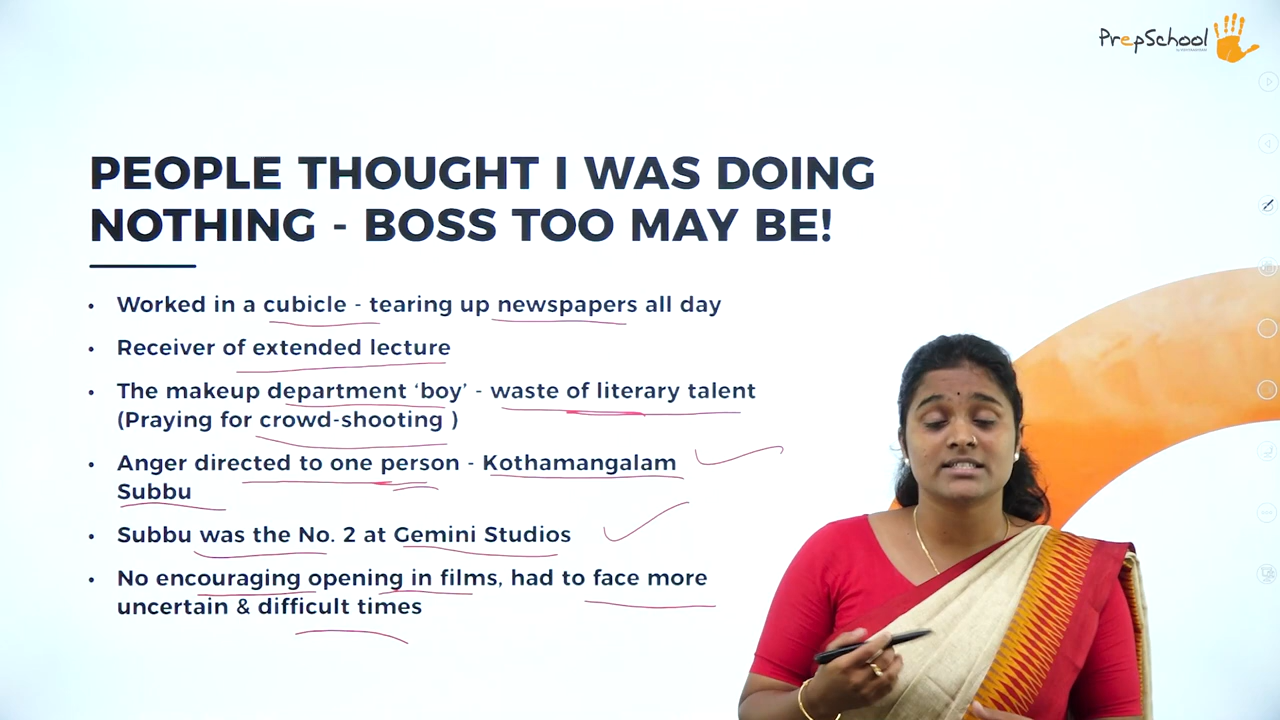 PrepSchool
PEOPLE THOUGHT I WAS DOING
NOTHING - BOSS TOO MAY BE!
• Worked in a cubicle - tearing up newspapers all day
• Receiver of extended lecture
• The makeup department ‘boy’ - waste of literary talent
(Praying for crowd-shooting )
• Anger directed to one person - Kothamangalam
Subbu
• Subbu was the No. 2 at Gemini Studios
• No encouraging opening in films, had to face more
uncertain & difficult times